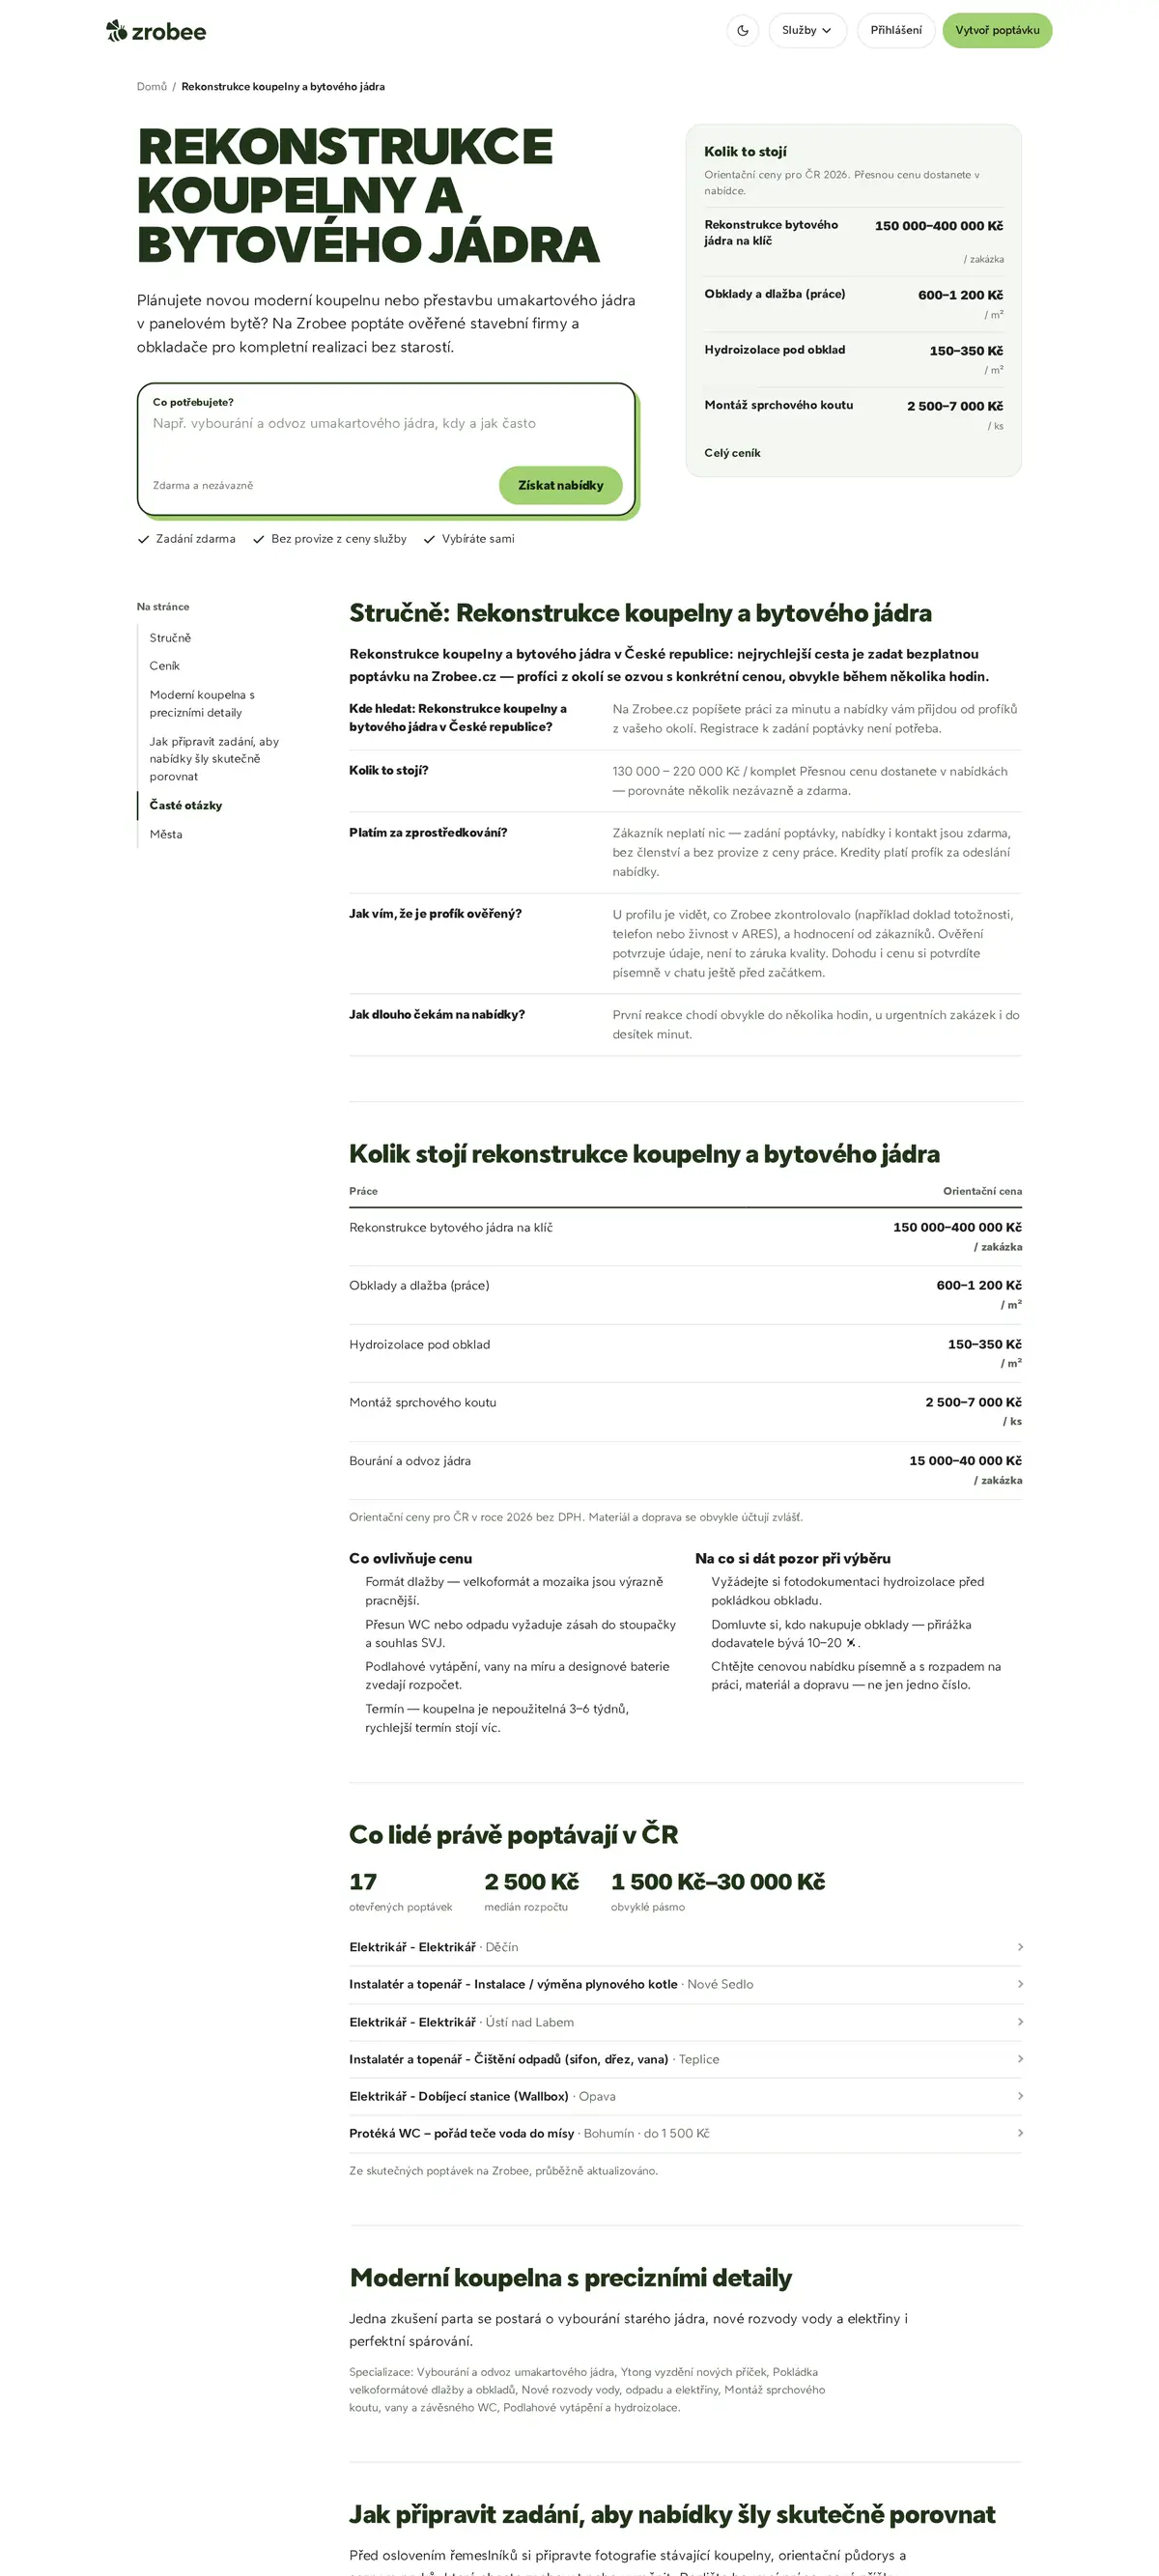 zrobee
Služby
Přihlášení
Vytvoř poptávku
Domů / Rekonstrukce koupelny a bytového jádra
REKONSTRUKCE
KOUPELNY A
BYTOVÉHO JÁDRA
Plánujete novou moderní koupelnu nebo přestavbu umakartového jádra
v panelovém bytě? Na Zrobee poptáte ověřené stavební firmy a
obkladače pro kompletní realizaci bez starostí.
Co potřebujete?
Např. vybourání a odvoz umakartového jádra, kdy a jak často
Zdarma a nezávazně
Získat nabídky
Zadání zdarma
Bez provize z ceny služby
Vybíráte sami
Kolik to stojí
Orientační ceny pro ČR 2026. Přesnou cenu dostanete v
nabídce.
Rekonstrukce bytového
jádra na klíč
150 000–400 000 Kč
/ zakázka
Obklady a dlažba (práce)
600–1 200 Kč
/ m²
Hydroizolace pod obklad
150–350 Kč
/ m²
Montáž sprchového koutu
2 500–7 000 Kč
/ ks
Celý ceník
Na stránce
Stručně
Ceník
Moderní koupelna s
precizními detaily
Jak připravit zadání, aby
nabídky šly skutečně
porovnat
Časté otázky
Města
Stručně: Rekonstrukce koupelny a bytového jádra
Rekonstrukce koupelny a bytového jádra v České republice: nejrychlejší cesta je zadat bezplatnou
poptávku na Zrobee.cz — profíci z okolí se ozvou s konkrétní cenou, obvykle během několika hodin.
Kde hledat: Rekonstrukce koupelny a
bytového jádra v České republice?
Na Zrobee.cz popíšete práci za minutu a nabídky vám přijdou od profíků
z vašeho okolí. Registrace k zadání poptávky není potřeba.
Kolik to stojí?
130 000 – 220 000 Kč / komplet Přesnou cenu dostanete v nabídkách
— porovnáte několik nezávazně a zdarma.
Platím za zprostředkování?
Zákazník neplatí nic — zadání poptávky, nabídky i kontakt jsou zdarma,
bez členství a bez provize z ceny práce. Kredity platí profík za odeslání
nabídky.
Jak vím, že je profík ověřený?
U profilu je vidět, co Zrobee zkontrolovalo (například doklad totožnosti,
telefon nebo živnost v ARES), a hodnocení od zákazníků. Ověření
potvrzuje údaje, není to záruka kvality. Dohodu i cenu si potvrdíte
písemně v chatu ještě před začátkem.
Jak dlouho čekám na nabídky?
První reakce chodí obvykle do několika hodin, u urgentních zakázek i do
desítek minut.
Kolik stojí rekonstrukce koupelny a bytového jádra
Práce
Orientační cena
Rekonstrukce bytového jádra na klíč
150 000–400 000 Kč
/ zakázka
Obklady a dlažba (práce)
600–1 200 Kč
/ m²
Hydroizolace pod obklad
150–350 Kč
/ m²
Montáž sprchového koutu
2 500–7 000 Kč
/ ks
Bourání a odvoz jádra
15 000–40 000 Kč
/ zakázka
Orientační ceny pro ČR v roce 2026 bez DPH. Materiál a doprava se obvykle účtují zvlášť.
Co ovlivňuje cenu
Formát dlažby — velkoformát a mozaika jsou výrazně
pracnější.
Přesun WC nebo odpadu vyžaduje zásah do stoupačky
a souhlas SVJ.
Podlahové vytápění, vany na míru a designové baterie
zvedají rozpočet.
Termín — koupelna je nepoužitelná 3–6 týdnů,
rychlejší termín stojí víc.
Na co si dát pozor při výběru
Vyžádejte si fotodokumentaci hydroizolace před
pokládkou obkladu.
Domluvte si, kdo nakupuje obklady — přirážka
dodavatele bývá 10–20 .
Chtějte cenovou nabídku písemně a s rozpadem na
práci, materiál a dopravu — ne jen jedno číslo.
Co lidé právě poptávají v ČR
17
otevřených poptávek
2 500 Kč
medián rozpočtu
1 500 Kč–30 000 Kč
obvyklé pásmo
Elektrikář - Elektrikář · Děčín
Instalatér a topenář - Instalace / výměna plynového kotle · Nové Sedlo
Elektrikář - Elektrikář · Ústí nad Labem
Instalatér a topenář - Čištění odpadů (sifon, dřez, vana) · Teplice
Elektrikář - Dobíjecí stanice (Wallbox) · Opava
Protéká WC – pořád teče voda do mísy · Bohumín · do 1 500 Kč
Ze skutečných poptávek na Zrobee, průběžně aktualizováno.
Moderní koupelna s precizními detaily
Jedna zkušení parta se postará o vybourání starého jádra, nové rozvody vody a elektřiny i
perfektní spárování.
Specializace: Vybourání a odvoz umakartového jádra, Ytong vyzdění nových příček, Pokládka
velkoformátové dlažby a obkladů, Nové rozvody vody, odpadu a elektřiny, Montáž sprchového
koutu, vany a závěsného WC, Podlahové vytápění a hydroizolace.
Jak připravit zadání, aby nabídky šly skutečně porovnat
Před oslovením řemeslníků si připravte fotografie stávající koupelny, orientační půdorys a